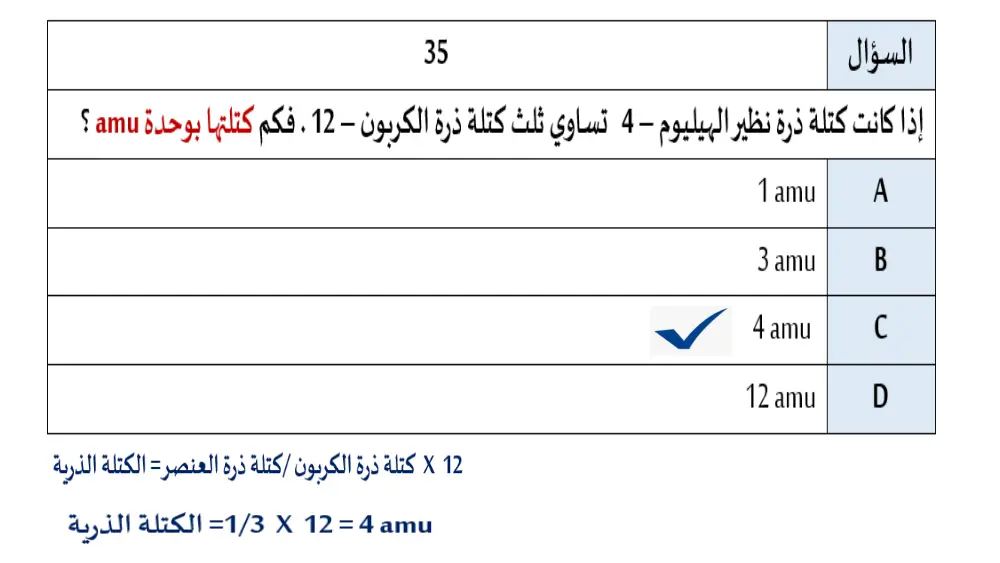 السؤال 35
إذا كانت كتلة ذرة نظير الهيليوم – 4 تساوي ثلث كتلة ذرة الكربون – 12 . فكم كتلتها بوحدة amu ؟
A 1 amu
B 3 amu
C 4 amu
D 12 amu
الكتلة الذرية = كتلة ذرة العنصر/ كتلة ذرة الكربون X 12
الكتلة الذرية =1/3 X 12 = 4 amu